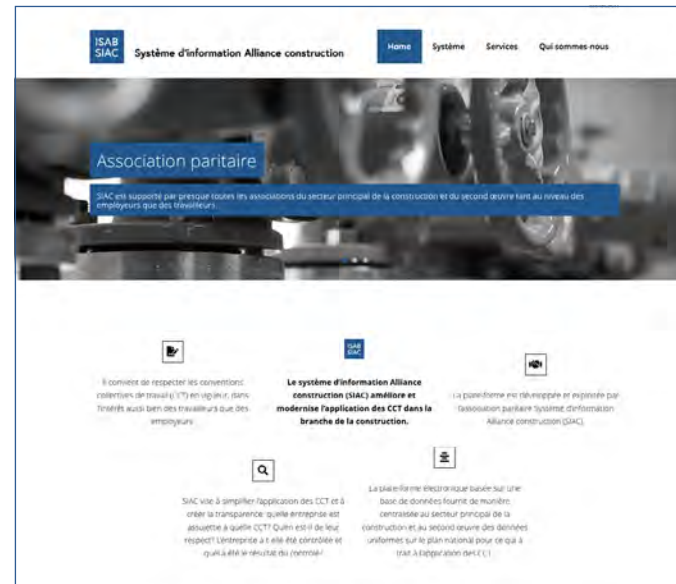 ISAB
SIAC
Système d'information Alliance construction
Home
Système
Services
Qui sommes-nous
Association paritaire
SIAC est supporté par presque toutes les associations du secteur principal de la construction et du second œuvre tant au niveau des
employeurs que des travailleurs.
Il convient de respecter les conventions
collectives de travail (CCT) en vigueur, dans
l'intérêt aussi bien des travailleurs que des
employeurs.
ISAB
SIAC
Le système d'information Alliance
construction (SIAC) améliore et
modernise l'application des CCT dans la
branche de la construction.
La plate-forme est développée et exploitée par
l'association paritaire Système d'information
Alliance construction (SIAC).
SIAC vise à simplifier l'application des CCT et à
créer la transparence: quelle entreprise est
assujettie à quelle CCT? Qu'en est-il de leur
respect? L'entreprise a-t-elle été contrôlée et
quel a été le résultat du contrôle?
La plate-forme électronique basée sur une
base de données fournit de manière
centralisée au secteur principal de la
construction et au second œuvre des données
uniformes sur le plan national pour ce qui a
trait à l'application des CCT.